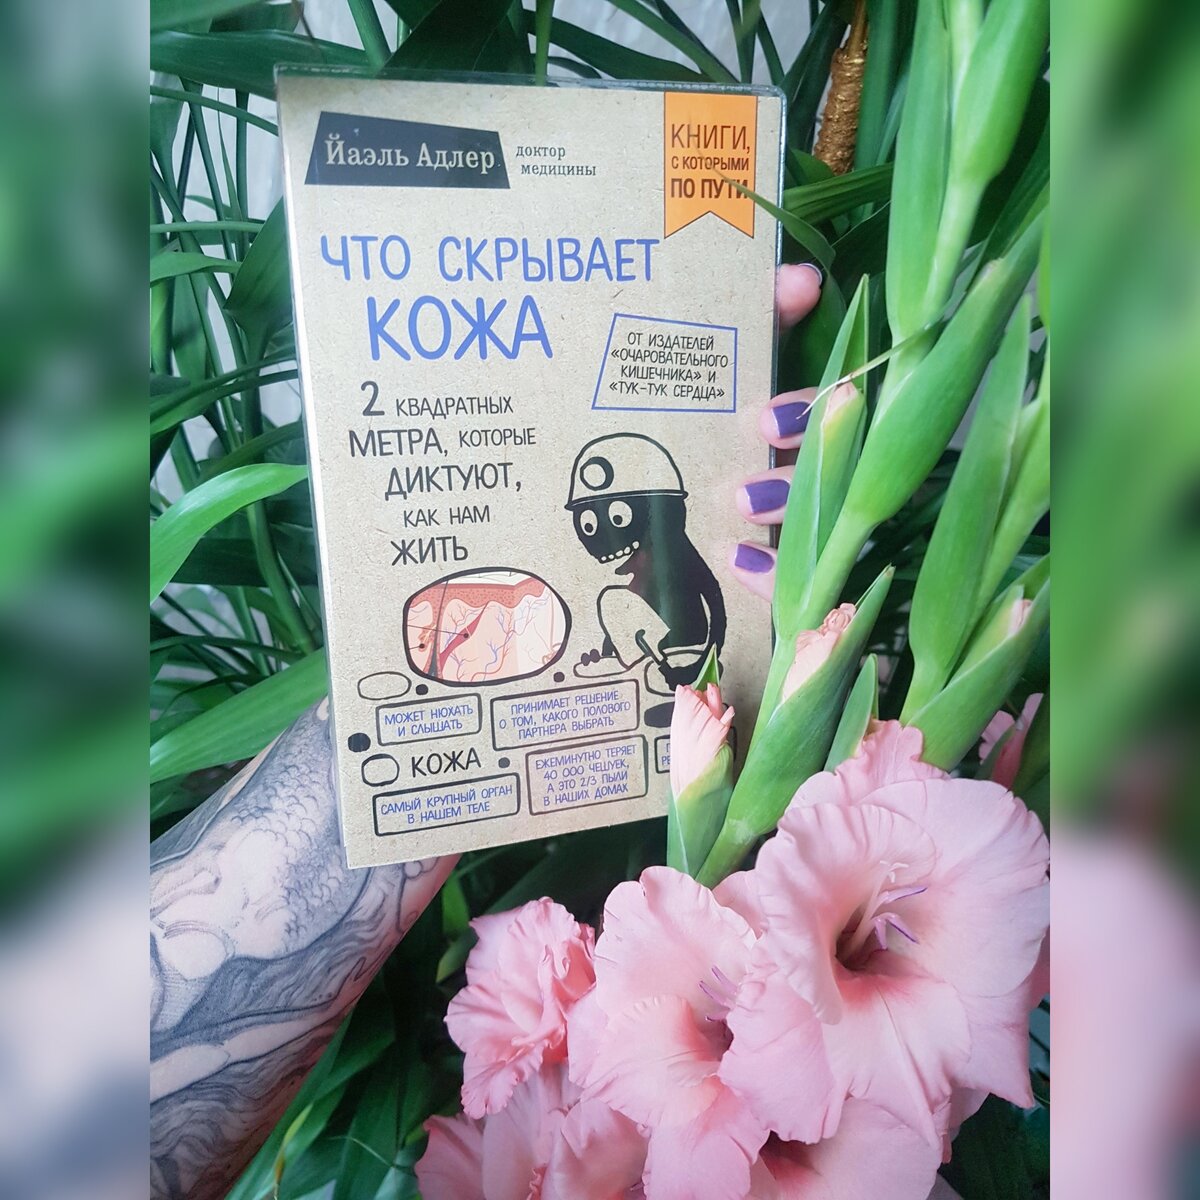 Йаэль Адлер
доктор
медицины
КНИГИ,
С КОТОРЫМИ
ПО ПУТИ
ЧТО СКРЫВАЕТ
КОЖА
ОТ ИЗДАТЕЛЕЙ
«ОЧАРОВАТЕЛЬНОГО
КИШЕЧНИКА» И
«ТУК-ТУК СЕРДЦА»
2 КВАДРАТНЫХ
МЕТРА, КОТОРЫЕ
ДИКТУЮТ,
КАК НАМ
ЖИТЬ
МОЖЕТ НЮХАТЬ
И СЛЫШАТЬ
ПРИНИМАЕТ РЕШЕНИЕ
О ТОМ, КАКОГО ПОЛОВОГО
ПАРТНЕРА ВЫБРАТЬ
КОЖА
САМЫЙ КРУПНЫЙ ОРГАН
В НАШЕМ ТЕЛЕ
ЕЖЕМИНУТНО ТЕРЯЕТ
40 000 ЧЕШУЕК,
А ЭТО 2/3 ПЫЛИ
В НАШИХ ДОМАХ